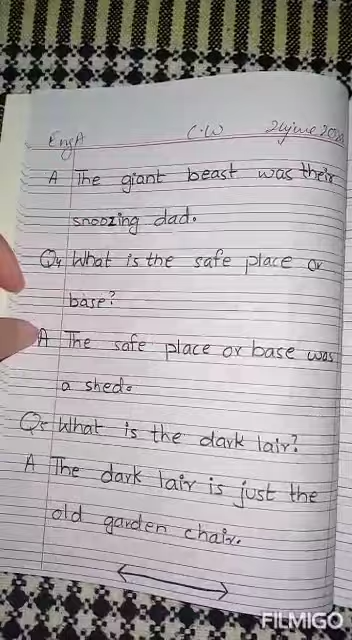 Eng A C.W 24 june 2020
A The giant beast was their
snoozing dad.
Q4 What is the safe place or
base?
A The safe place or base was
a shed.
Q5 What is the dark lair?
A The dark lair is just the
old garden chair.
FILMIGO